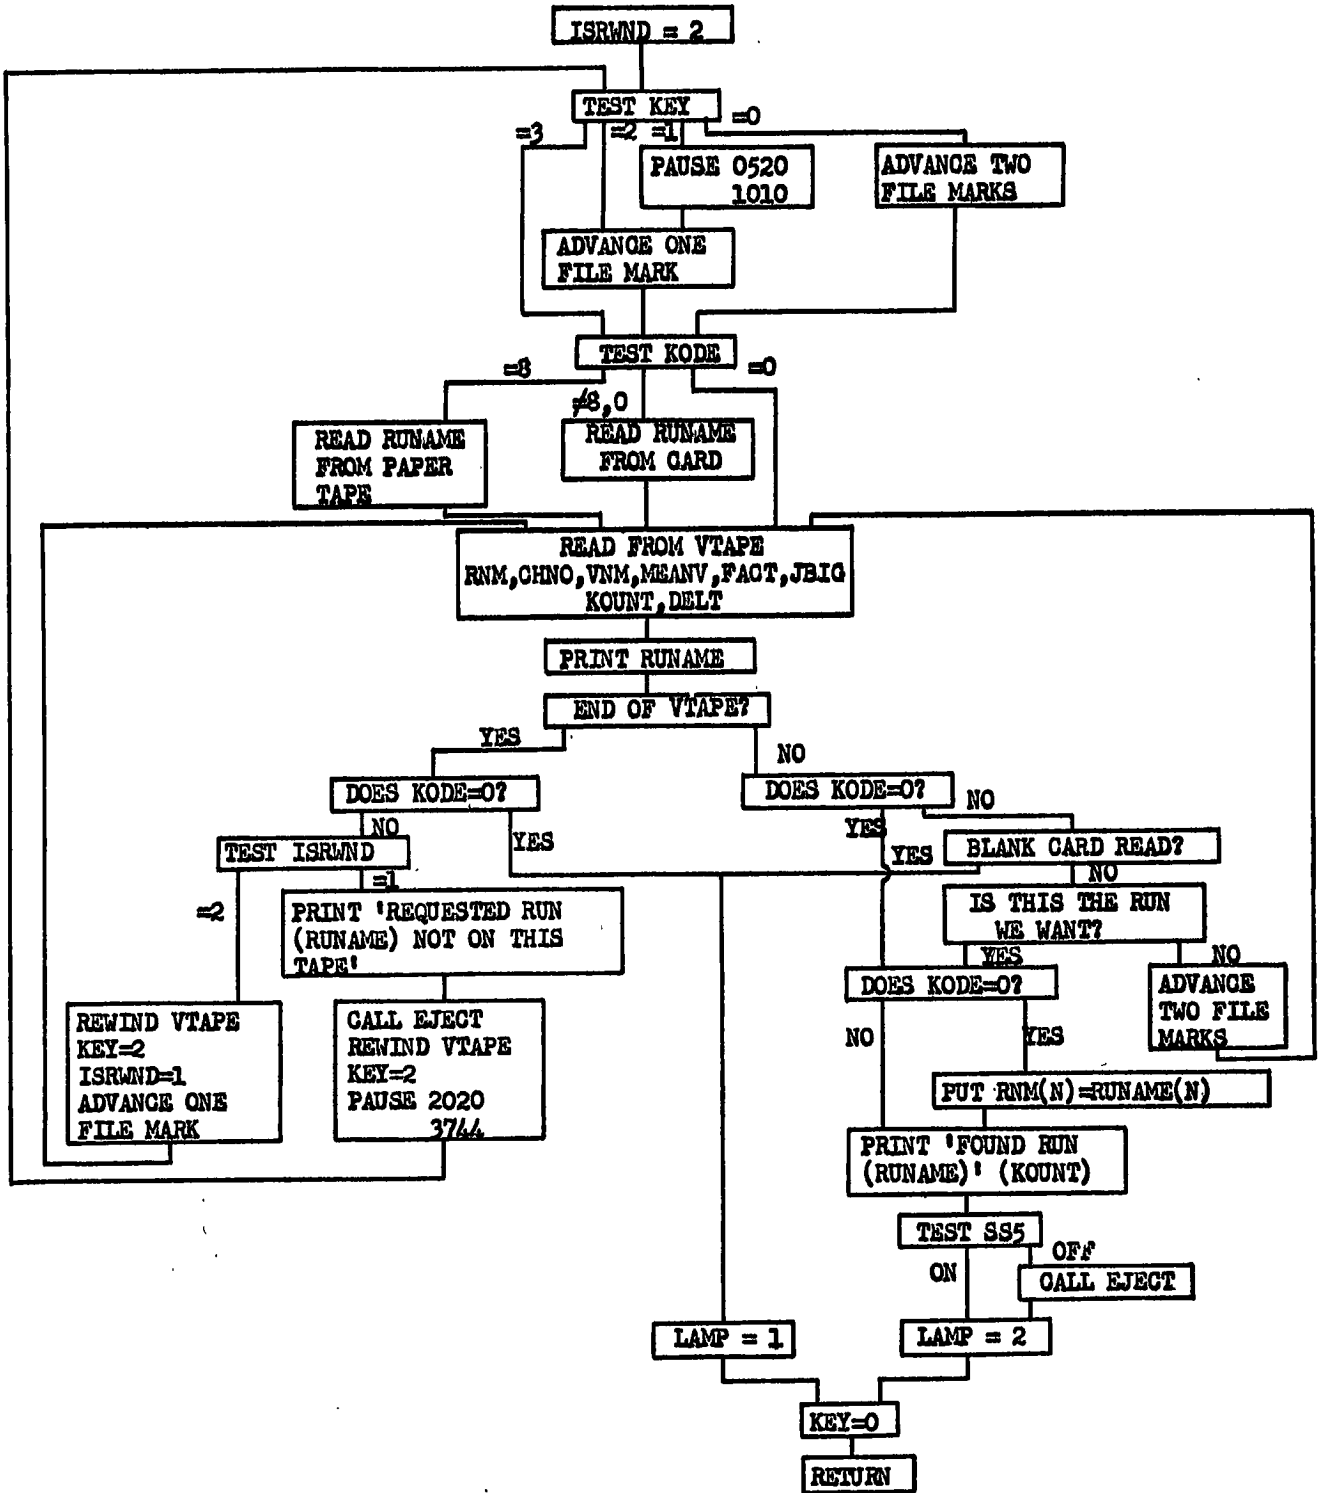 ISRWND = 2
TEST KEY
=3
=2
=1
=0
PAUSE 0520
1010
ADVANCE TWO
FILE MARKS
ADVANCE ONE
FILE MARK
TEST KODE
=8
≠8,0
=0
READ RUNAME
FROM PAPER
TAPE
READ RUNAME
FROM CARD
READ FROM VTAPE
RNM,CHNO,VNM,MEANV,FACT,JBIG
KOUNT,DELT
PRINT RUNAME
END OF VTAPE?
YES
NO
DOES KODE=0?
DOES KODE=0?
NO
YES
YES
NO
TEST ISRWND
BLANK CARD READ?
YES
NO
=2
=1
PRINT 'REQUESTED RUN
(RUNAME) NOT ON THIS
TAPE'
IS THIS THE RUN
WE WANT?
YES
NO
DOES KODE=0?
ADVANCE
TWO FILE
MARKS
REWIND VTAPE
KEY=2
ISRWND=1
ADVANCE ONE
FILE MARK
CALL EJECT
REWIND VTAPE
KEY=2
PAUSE 2020
3744
NO
YES
PUT RNM(N)=RUNAME(N)
PRINT 'FOUND RUN
(RUNAME)' (KOUNT)
TEST SS5
ON
OFF
CALL EJECT
LAMP = 1
LAMP = 2
KEY=0
RETURN